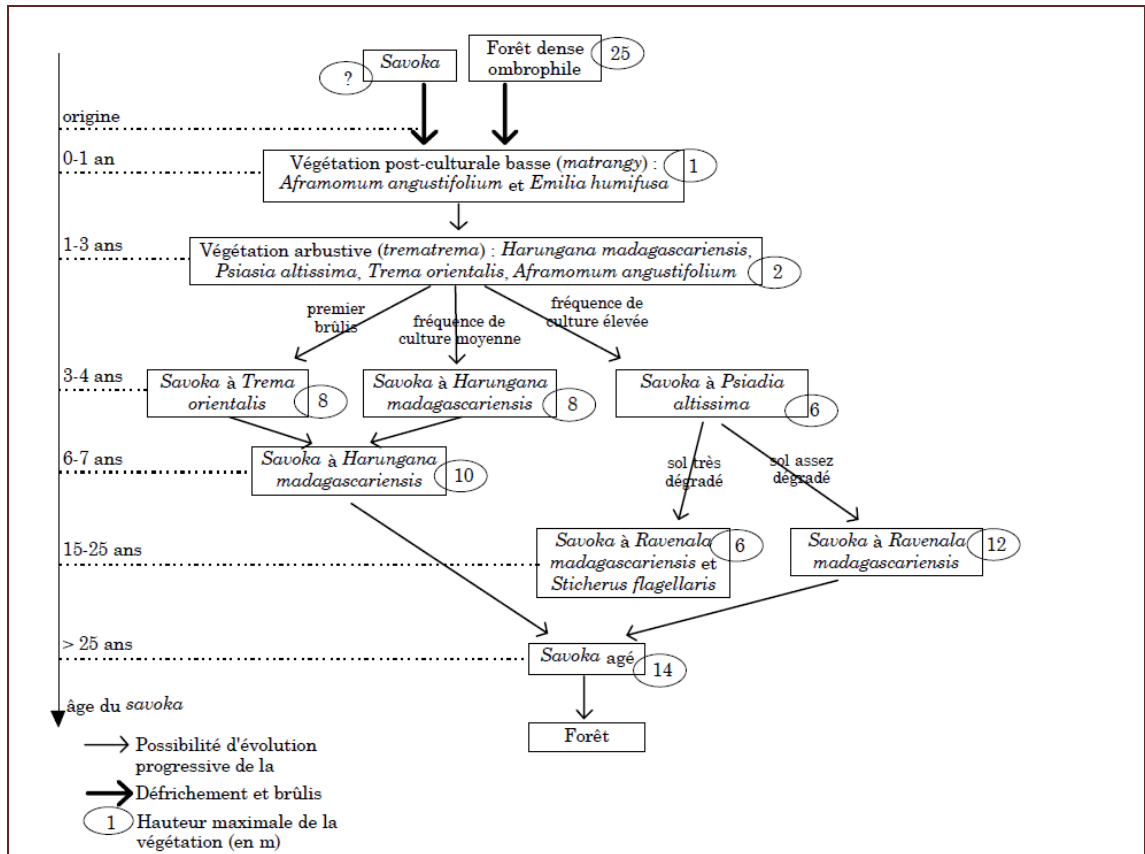 Savoka
?
Forêt dense
ombrophile
25
origine
0-1 an
Végétation post-culturale basse (matrangy) :
Aframomum angustifolium et Emilia humifusa
1
1-3 ans
Végétation arbustive (trematrema) : Harungana madagascariensis,
Psiasia altissima, Trema orientalis, Aframomum angustifolium
2
premier
brûlis
fréquence de
culture moyenne
fréquence de
culture élevée
3-4 ans
Savoka à Trema
orientalis
8
Savoka à Harungana
madagascariensis
8
Savoka à Psiadia
altissima
6
6-7 ans
Savoka à Harungana
madagascariensis
10
sol très
dégradé
sol assez
dégradé
15-25 ans
Savoka à Ravenala
madagascariensis et
Sticherus flagellaris
6
Savoka à Ravenala
madagascariensis
12
> 25 ans
Savoka agé
14
âge du savoka
Forêt
Possibilité d'évolution
progressive de la
Défrichement et brûlis
1
Hauteur maximale de la
végétation (en m)